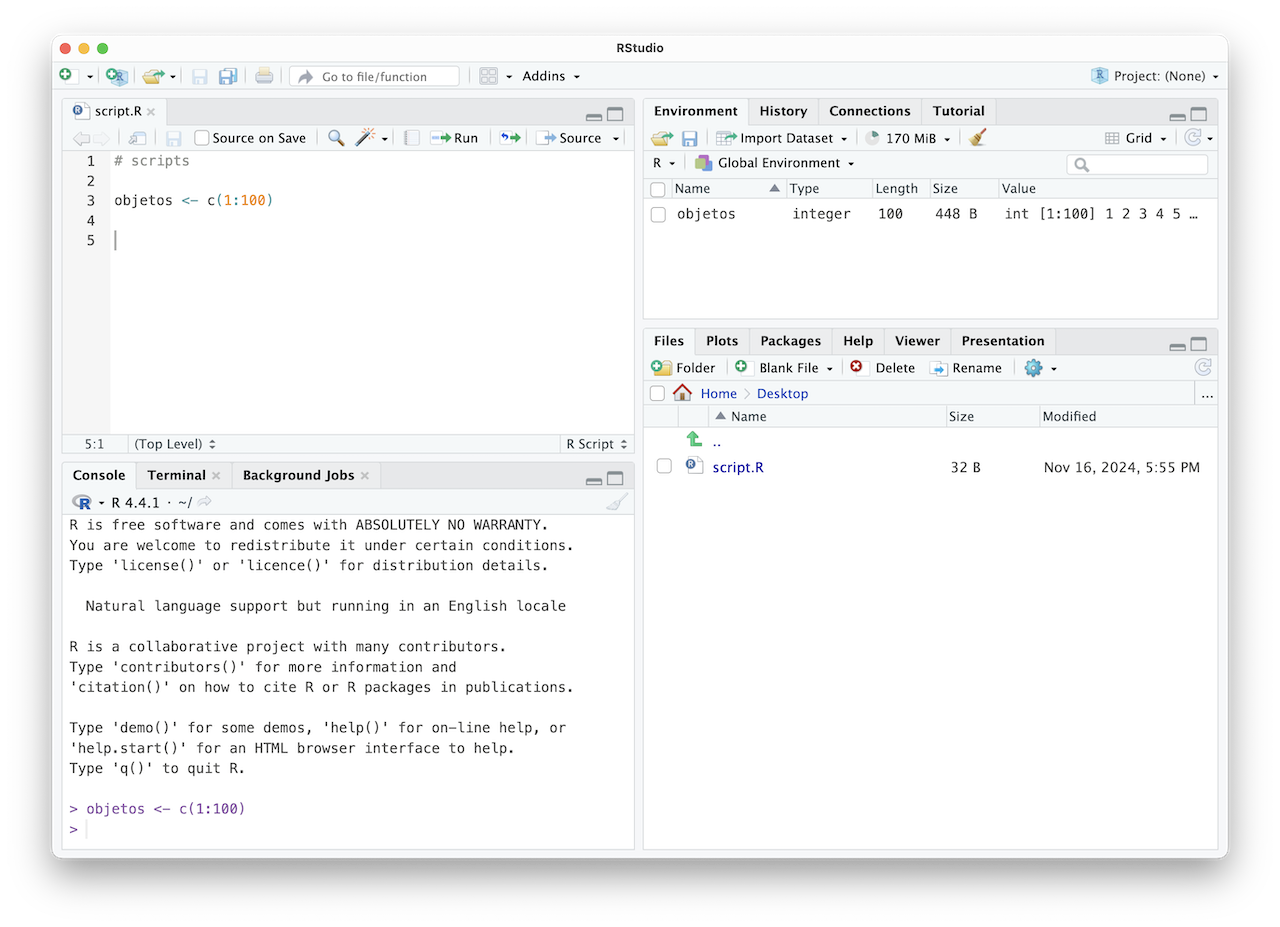 RStudio
Go to file/function
Addins
Project: (None)
script.R
Source on Save
Run
Source
1 # scripts
2
3 objetos <- c(1:100)
4
5
5:1 (Top Level) R Script
Console Terminal Background Jobs
R 4.4.1 · ~/
R is free software and comes with ABSOLUTELY NO WARRANTY.
You are welcome to redistribute it under certain conditions.
Type 'license()' or 'licence()' for distribution details.
Natural language support but running in an English locale
R is a collaborative project with many contributors.
Type 'contributors()' for more information and
'citation()' on how to cite R or R packages in publications.
Type 'demo()' for some demos, 'help()' for on-line help, or
'help.start()' for an HTML browser interface to help.
Type 'q()' to quit R.
> objetos <- c(1:100)
>
Environment History Connections Tutorial
Import Dataset 170 MiB Grid
R Global Environment
Name Type Length Size Value
objetos integer 100 448 B int [1:100] 1 2 3 4 5 …
Files Plots Packages Help Viewer Presentation
Folder Blank File Delete Rename
Home Desktop ...
Name Size Modified
..
script.R 32 B Nov 16, 2024, 5:55 PM